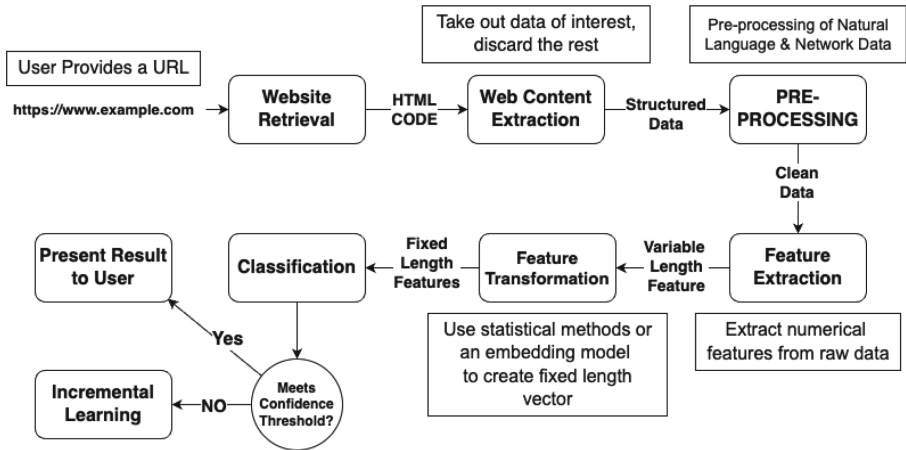 Take out data of interest,
discard the rest
Pre-processing of Natural
Language & Network Data
User Provides a URL
https://www.example.com
Website
Retrieval
HTML
CODE
Web Content
Extraction
Structured
Data
PRE-
PROCESSING
Clean
Data
Feature
Extraction
Extract numerical
features from raw data
Variable
Length
Feature
Feature
Transformation
Use statistical methods or
an embedding model
to create fixed length
vector
Fixed
Length
Features
Classification
Meets
Confidence
Threshold?
Yes
Present Result
to User
NO
Incremental
Learning